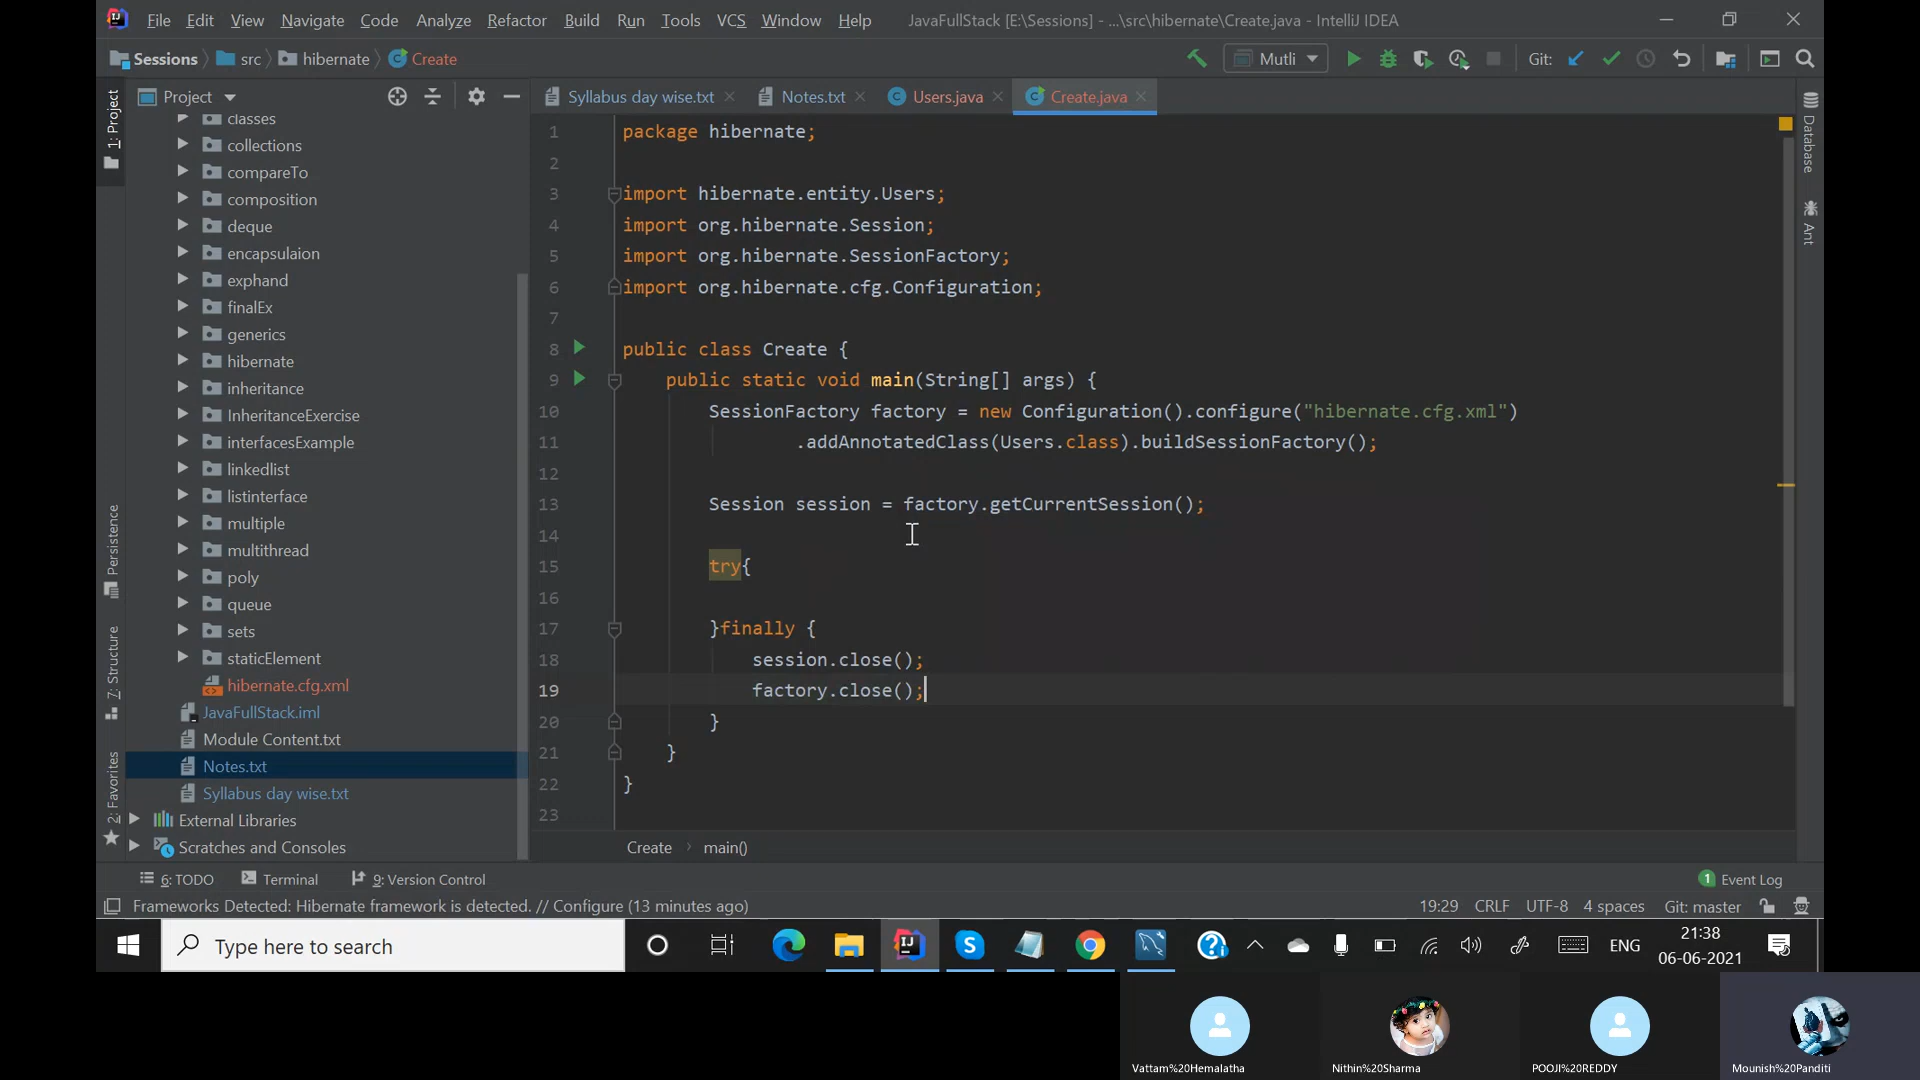 File Edit View Navigate Code Analyze Refactor Build Run Tools VCS Window Help JavaFullStack [E:\Sessions] - ...\src\hibernate\Create.java - IntelliJ IDEA
Sessions src hibernate Create Mutli Git:
Project Syllabus day wise.txt Notes.txt Users.java Create.java
1: Project
7: Structure
Persistence
2: Favorites
classes
collections
compareTo
composition
deque
encapsulaion
exphand
finalEx
generics
hibernate
inheritance
InheritanceExercise
interfacesExample
linkedlist
listinterface
multiple
multithread
poly
queue
sets
staticElement
hibernate.cfg.xml
JavaFullStack.iml
Module Content.txt
Notes.txt
Syllabus day wise.txt
External Libraries
Scratches and Consoles
1 package hibernate;
2
3 import hibernate.entity.Users;
4 import org.hibernate.Session;
5 import org.hibernate.SessionFactory;
6 import org.hibernate.cfg.Configuration;
7
8 public class Create {
9 public static void main(String[] args) {
10 SessionFactory factory = new Configuration().configure("hibernate.cfg.xml")
11 .addAnnotatedClass(Users.class).buildSessionFactory();
12
13 Session session = factory.getCurrentSession();
14
15 try{
16
17 }finally {
18 session.close();
19 factory.close();
20 }
21 }
22 }
23
Database
Ant
Create main()
6: TODO Terminal 9: Version Control 1 Event Log
Frameworks Detected: Hibernate framework is detected. // Configure (13 minutes ago) 19:29 CRLF UTF-8 4 spaces Git: master
Type here to search ENG 21:38
06-06-2021
Vattam%20Hemalatha Nithin%20Sharma POOJI%20REDDY Mounish%20Panditi